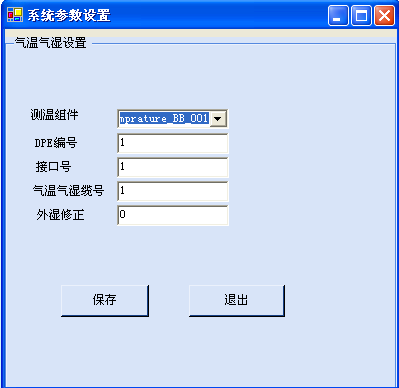 系统参数设置
气温气湿设置
测温组件 mprature_BB_001
DPE编号 1
接口号 1
气温气湿缆号 1
外湿修正 0
保存 退出